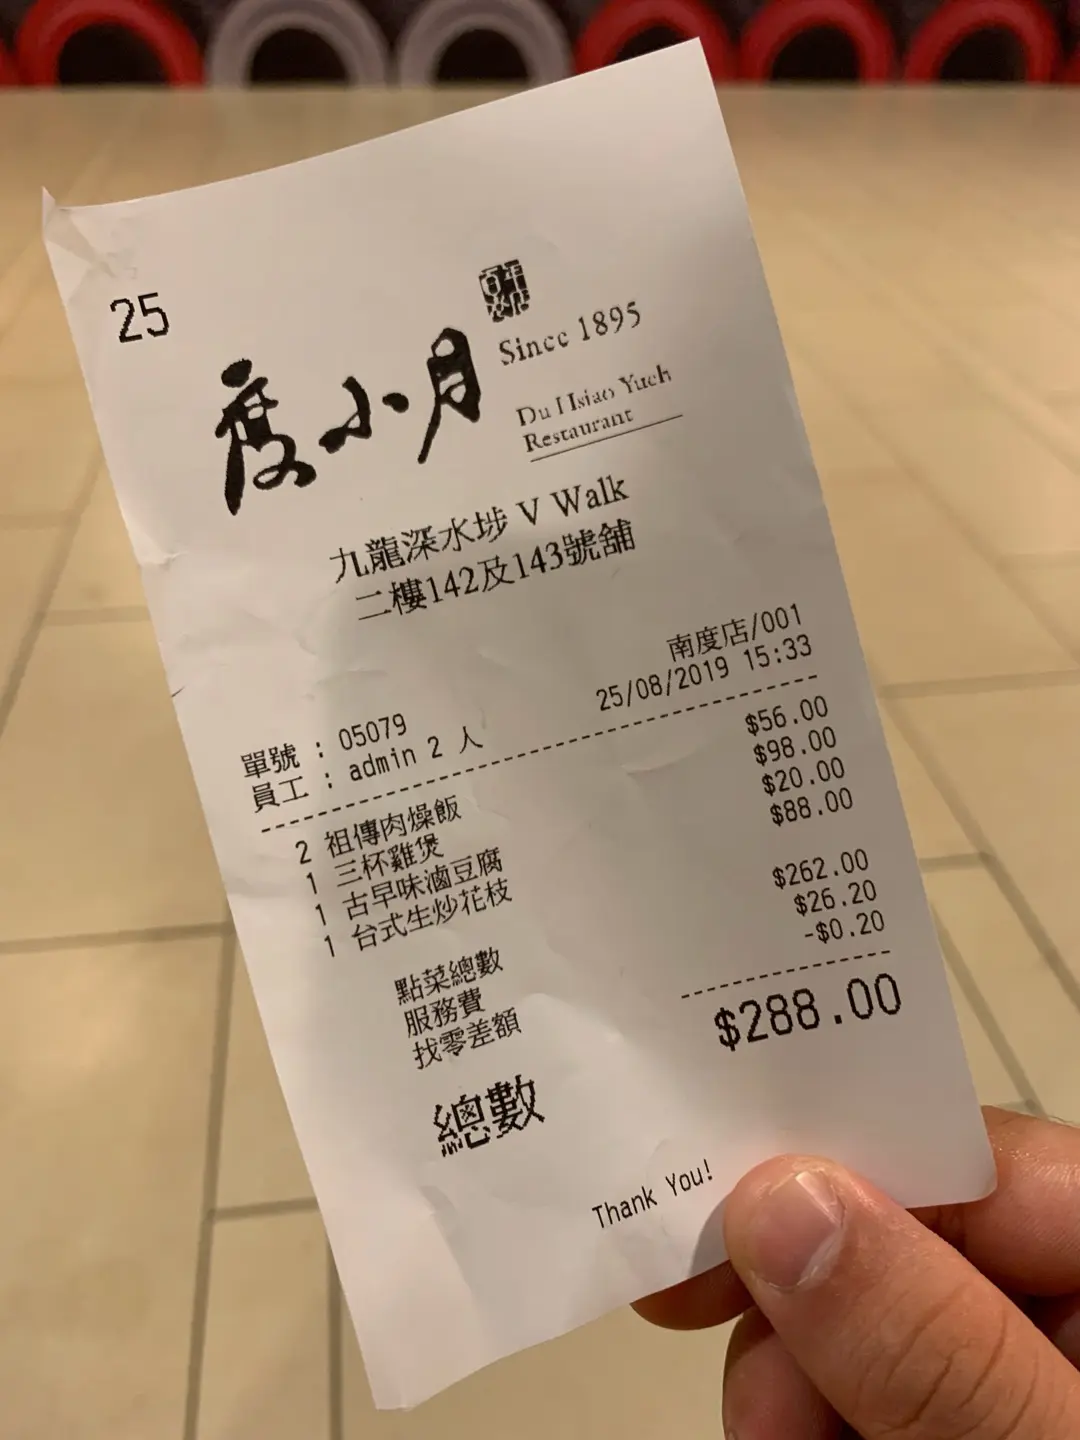 25
百年老店
Since 1895
度小月
Du Hsiao Yueh
Restaurant
九龍深水埗 V Walk
二樓142及143號舖
南度店/001
單號 : 05079 25/08/2019 15:33
員工 : admin 2 人
2 祖傳肉燥飯 $56.00
1 三杯雞煲 $98.00
1 古早味滷豆腐 $20.00
1 台式生炒花枝 $88.00
點菜總數 $262.00
服務費 $26.20
找零差額 -$0.20
總數 $288.00
Thank You!